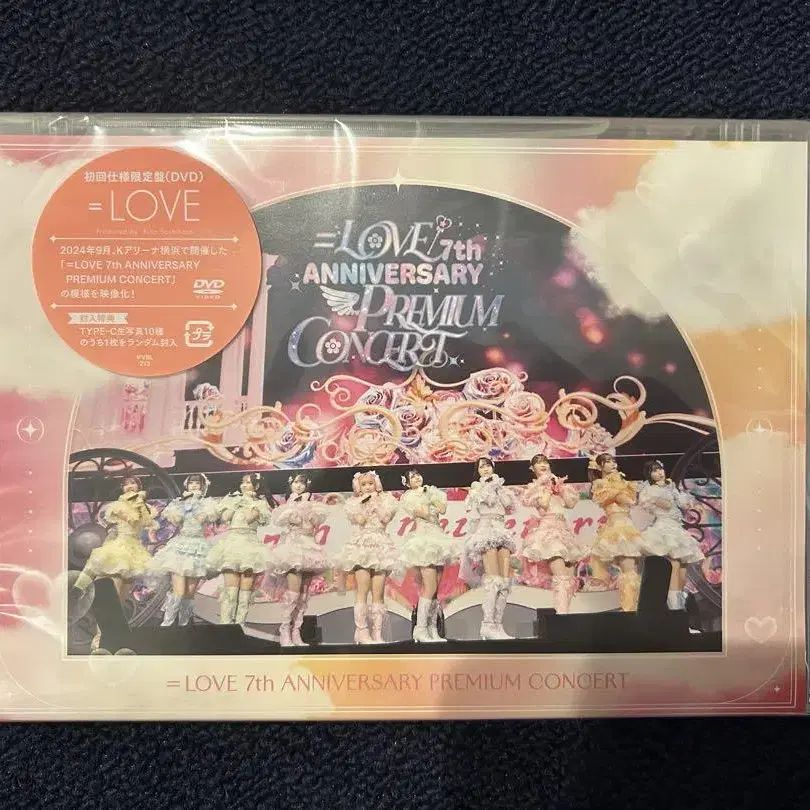 初回仕様限定盤(DVD)
=LOVE
Produced by Rino Sashihara
2024年9月、Kアリーナ横浜で開催した
「=LOVE 7th ANNIVERSARY
PREMIUM CONCERT」
の模様を映像化!
DVD
VIDEO
封入特典
TYPE-C生写真10種
のうち1枚をランダム封入
プラ
=LOVE 7th
ANNIVERSARY
PREMIUM
CONCERT
=LOVE 7th ANNIVERSARY PREMIUM CONCERT